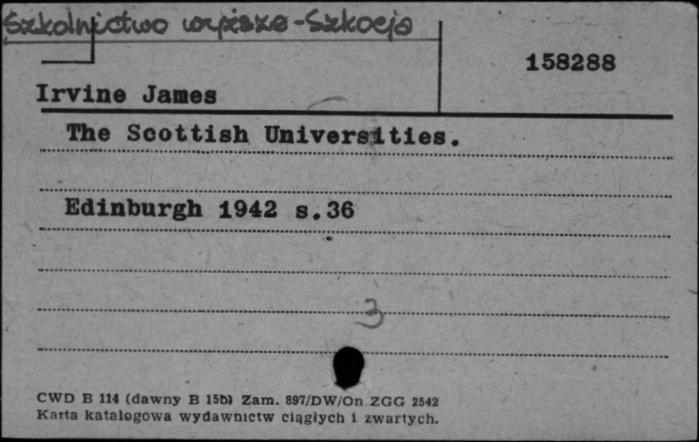 Szkolnictwo wyższe - Szkocja
158288
Irvine James
The Scottish Universities.
Edinburgh 1942 s.36
3
CWD B 114 (dawny B 15b) Zam. 897/DW/On ZGG 2542
Karta katalogowa wydawnictw ciągłych i zwartych.